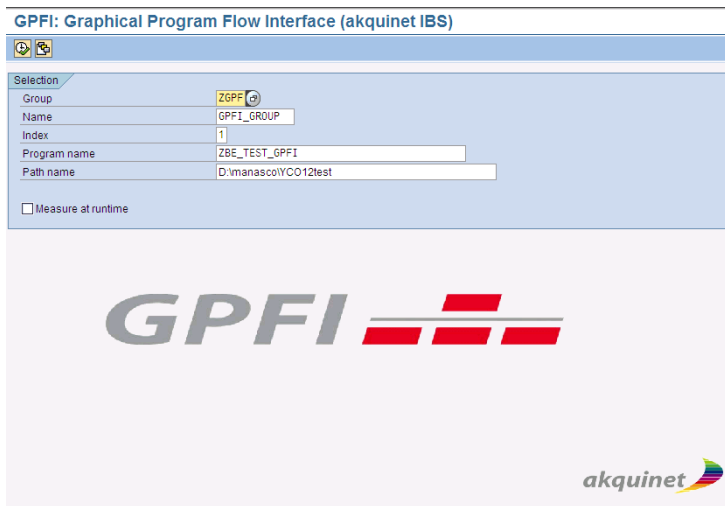 GPFI: Graphical Program Flow Interface (akquinet IBS)
Selection
Group ZGPF
Name GPFI_GROUP
Index 1
Program name ZBE_TEST_GPFI
Path name D:\manasco\YCO12test
Measure at runtime
GPFI
akquinet